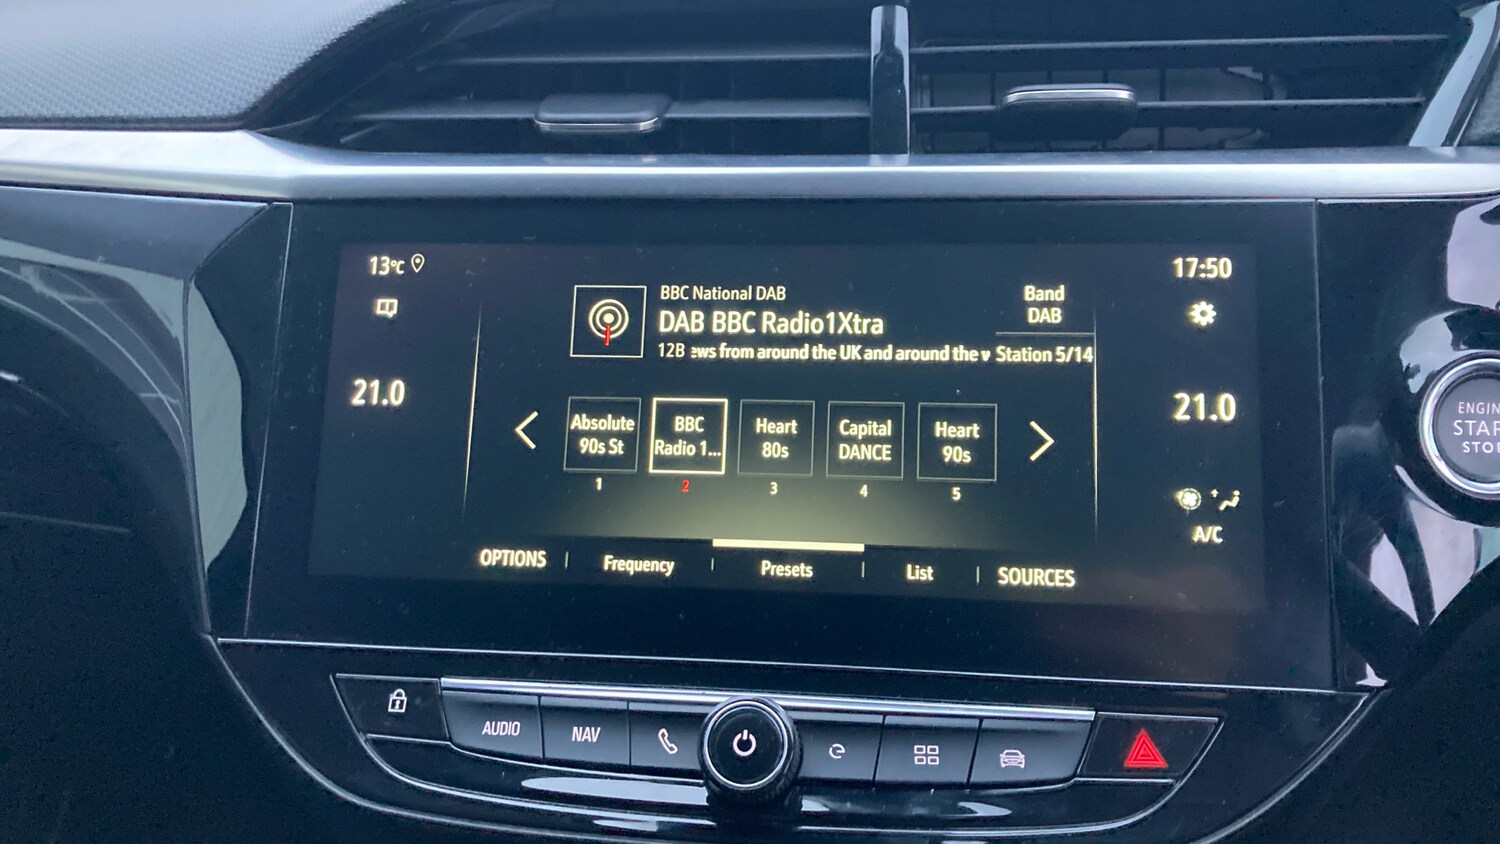 13°C
17:50
BBC National DAB
DAB BBC Radio1Xtra
12B ews from around the UK and around the
Band
DAB
Station 5/14
21.0
21.0
Absolute
90s St
BBC
Radio 1...
Heart
80s
Capital
DANCE
Heart
90s
1
2
3
4
5
A/C
OPTIONS
Frequency
Presets
List
SOURCES
ENGIN
STAR
STO
AUDIO
NAV